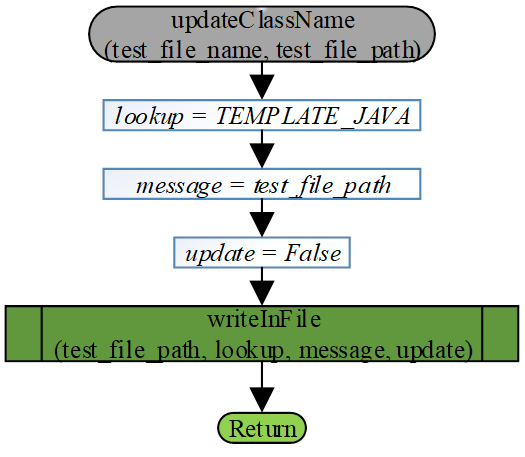 updateClassName
(test_file_name, test_file_path)
lookup = TEMPLATE_JAVA
message = test_file_path
update = False
writeInFile
(test_file_path, lookup, message, update)
Return